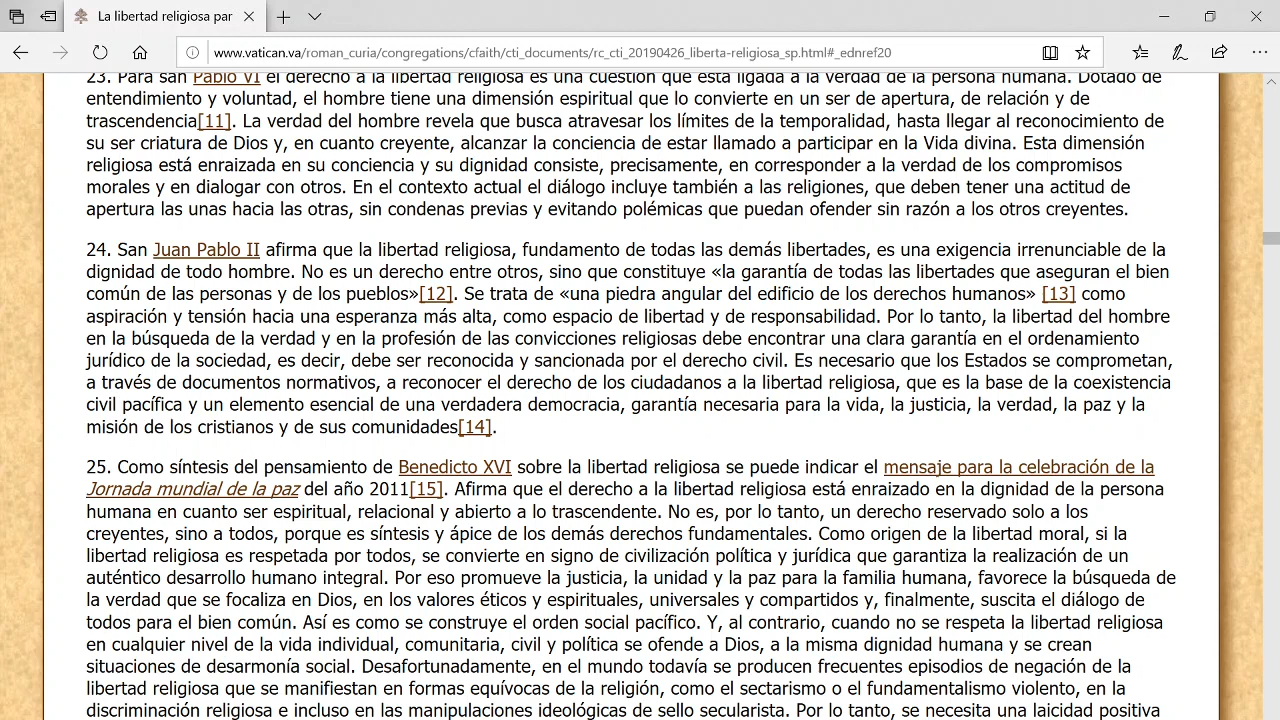 La libertad religiosa par
www.vatican.va/roman_curia/congregations/cfaith/cti_documents/rc_cti_20190426_liberta-religiosa_sp.html#_ednref20
23. Para san Pablo VI el derecho a la libertad religiosa es una cuestión que está ligada a la verdad de la persona humana. Dotado de
entendimiento y voluntad, el hombre tiene una dimensión espiritual que lo convierte en un ser de apertura, de relación y de
trascendencia[11]. La verdad del hombre revela que busca atravesar los límites de la temporalidad, hasta llegar al reconocimiento de
su ser criatura de Dios y, en cuanto creyente, alcanzar la conciencia de estar llamado a participar en la Vida divina. Esta dimensión
religiosa está enraizada en su conciencia y su dignidad consiste, precisamente, en corresponder a la verdad de los compromisos
morales y en dialogar con otros. En el contexto actual el diálogo incluye también a las religiones, que deben tener una actitud de
apertura las unas hacia las otras, sin condenas previas y evitando polémicas que puedan ofender sin razón a los otros creyentes.
24. San Juan Pablo II afirma que la libertad religiosa, fundamento de todas las demás libertades, es una exigencia irrenunciable de la
dignidad de todo hombre. No es un derecho entre otros, sino que constituye «la garantía de todas las libertades que aseguran el bien
común de las personas y de los pueblos»[12]. Se trata de «una piedra angular del edificio de los derechos humanos» [13] como
aspiración y tensión hacia una esperanza más alta, como espacio de libertad y de responsabilidad. Por lo tanto, la libertad del hombre
en la búsqueda de la verdad y en la profesión de las convicciones religiosas debe encontrar una clara garantía en el ordenamiento
jurídico de la sociedad, es decir, debe ser reconocida y sancionada por el derecho civil. Es necesario que los Estados se comprometan,
a través de documentos normativos, a reconocer el derecho de los ciudadanos a la libertad religiosa, que es la base de la coexistencia
civil pacífica y un elemento esencial de una verdadera democracia, garantía necesaria para la vida, la justicia, la verdad, la paz y la
misión de los cristianos y de sus comunidades[14].
25. Como síntesis del pensamiento de Benedicto XVI sobre la libertad religiosa se puede indicar el mensaje para la celebración de la
Jornada mundial de la paz del año 2011[15]. Afirma que el derecho a la libertad religiosa está enraizado en la dignidad de la persona
humana en cuanto ser espiritual, relacional y abierto a lo trascendente. No es, por lo tanto, un derecho reservado solo a los
creyentes, sino a todos, porque es síntesis y ápice de los demás derechos fundamentales. Como origen de la libertad moral, si la
libertad religiosa es respetada por todos, se convierte en signo de civilización política y jurídica que garantiza la realización de un
auténtico desarrollo humano integral. Por eso promueve la justicia, la unidad y la paz para la familia humana, favorece la búsqueda de
la verdad que se focaliza en Dios, en los valores éticos y espirituales, universales y compartidos y, finalmente, suscita el diálogo de
todos para el bien común. Así es como se construye el orden social pacífico. Y, al contrario, cuando no se respeta la libertad religiosa
en cualquier nivel de la vida individual, comunitaria, civil y política se ofende a Dios, a la misma dignidad humana y se crean
situaciones de desarmonía social. Desafortunadamente, en el mundo todavía se producen frecuentes episodios de negación de la
libertad religiosa que se manifiestan en formas equívocas de la religión, como el sectarismo o el fundamentalismo violento, en la
discriminación religiosa e incluso en las manipulaciones ideológicas de sello secularista. Por lo tanto, se necesita una laicidad positiva